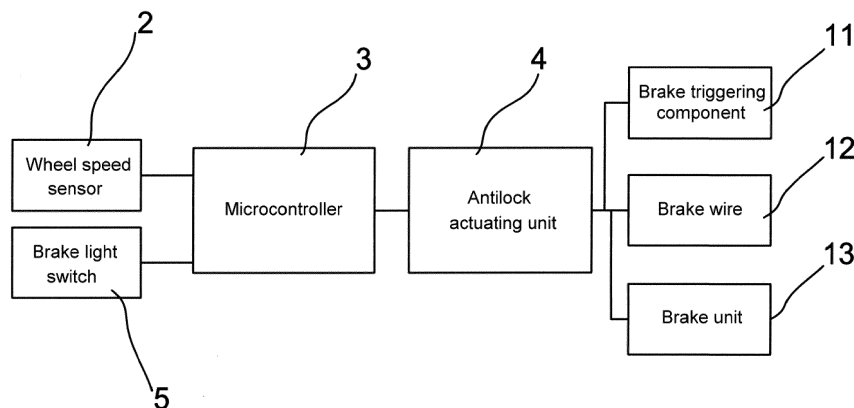 2
3
4
11
Wheel speed
sensor
Microcontroller
Antilock
actuating unit
Brake triggering
component
12
Brake wire
Brake light
switch
13
Brake unit
5